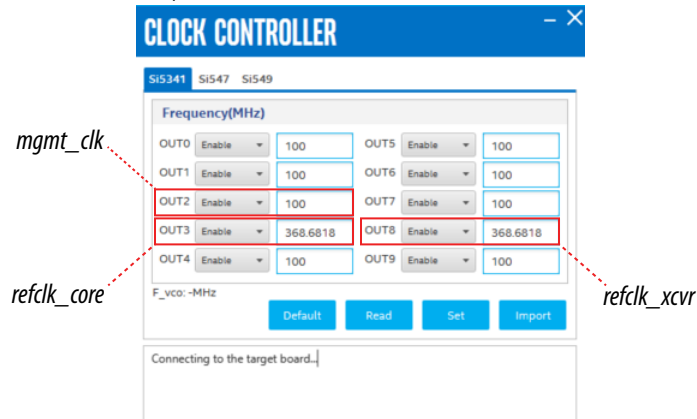 CLOCK CONTROLLER
Si5341 Si547 Si549
Frequency(MHz)
mgmt_clk
OUT0 Enable 100 OUT5 Enable 100
OUT1 Enable 100 OUT6 Enable 100
OUT2 Enable 100 OUT7 Enable 100
OUT3 Enable 368.6818 OUT8 Enable 368.6818
OUT4 Enable 100 OUT9 Enable 100
refclk_core
refclk_xcvr
F_vco: -MHz
Default Read Set Import
Connecting to the target board...